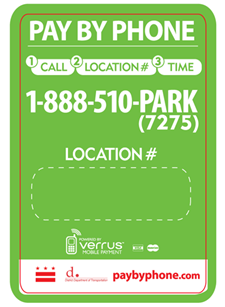 PAY BY PHONE
1 CALL 2 LOCATION # 3 TIME
1-888-510-PARK
(7275)
LOCATION #
POWERED BY
verrus
MOBILE PAYMENT
d.
paybyphone.com